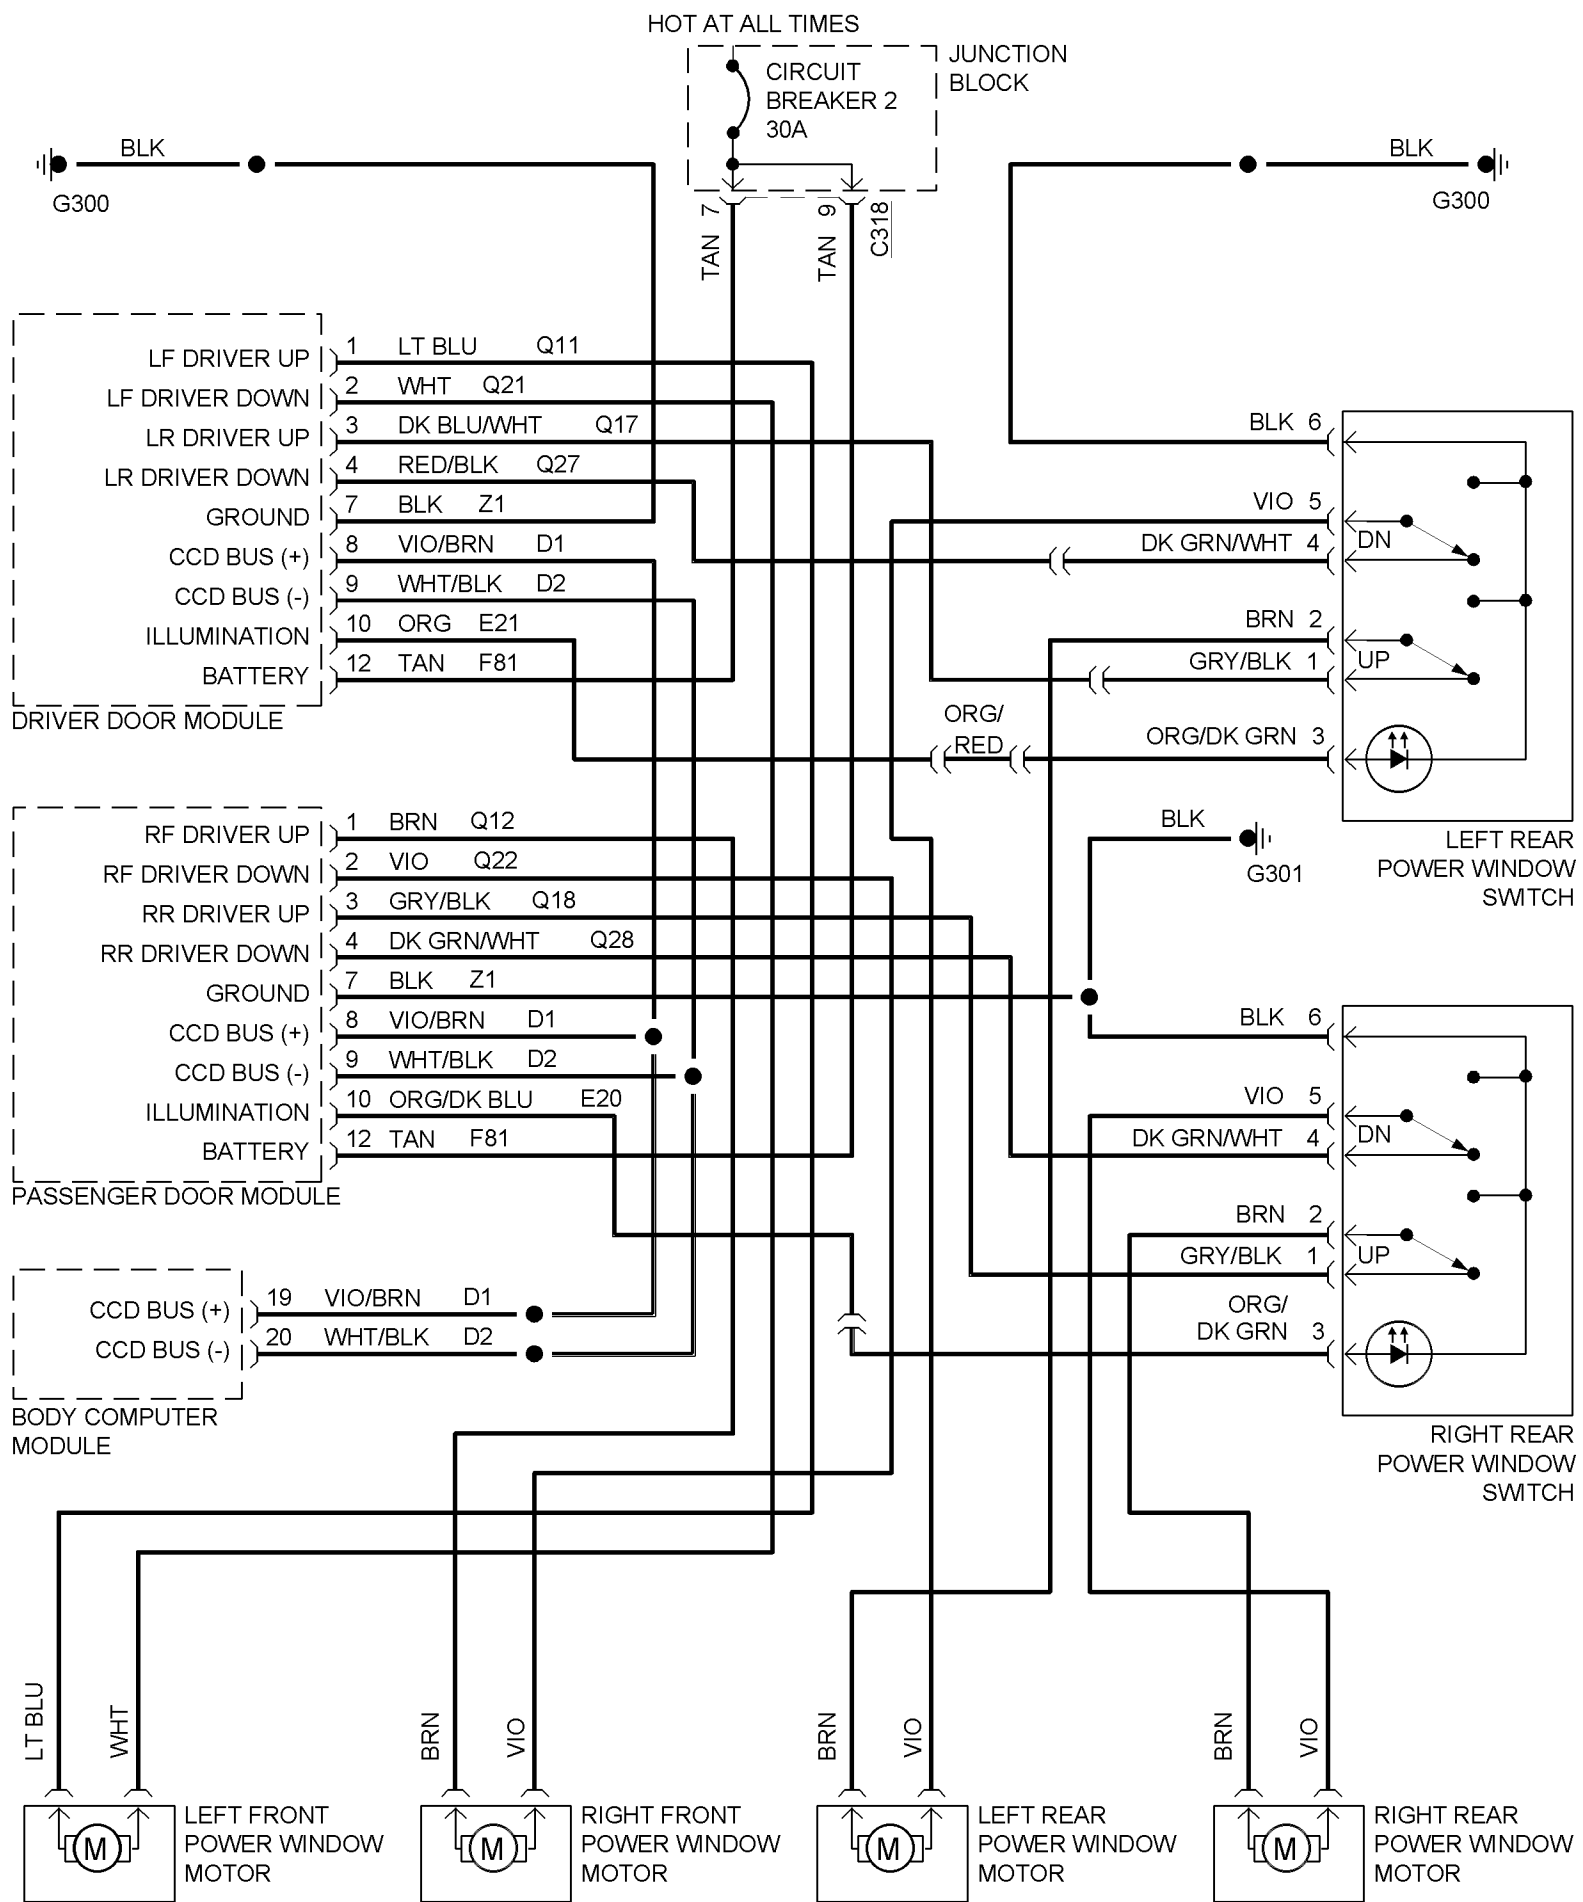 HOT AT ALL TIMES
JUNCTION
BLOCK
CIRCUIT
BREAKER 2
30A
BLK
G300
BLK
G300
TAN 7
TAN 9
C318
LF DRIVER UP 1 LT BLU Q11
LF DRIVER DOWN 2 WHT Q21
LR DRIVER UP 3 DK BLU/WHT Q17
LR DRIVER DOWN 4 RED/BLK Q27
GROUND 7 BLK Z1
CCD BUS (+) 8 VIO/BRN D1
CCD BUS (-) 9 WHT/BLK D2
ILLUMINATION 10 ORG E21
BATTERY 12 TAN F81
DRIVER DOOR MODULE
BLK 6
VIO 5
DK GRN/WHT 4
DN
BRN 2
GRY/BLK 1
UP
ORG/
RED
ORG/DK GRN 3
LEFT REAR
POWER WINDOW
SWITCH
BLK
G301
RF DRIVER UP 1 BRN Q12
RF DRIVER DOWN 2 VIO Q22
RR DRIVER UP 3 GRY/BLK Q18
RR DRIVER DOWN 4 DK GRN/WHT Q28
GROUND 7 BLK Z1
CCD BUS (+) 8 VIO/BRN D1
CCD BUS (-) 9 WHT/BLK D2
ILLUMINATION 10 ORG/DK BLU E20
BATTERY 12 TAN F81
PASSENGER DOOR MODULE
BLK 6
VIO 5
DK GRN/WHT 4
DN
BRN 2
GRY/BLK 1
UP
ORG/
DK GRN 3
RIGHT REAR
POWER WINDOW
SWITCH
CCD BUS (+) 19 VIO/BRN D1
CCD BUS (-) 20 WHT/BLK D2
BODY COMPUTER
MODULE
LT BLU
WHT
BRN
VIO
BRN
VIO
BRN
VIO
M
LEFT FRONT
POWER WINDOW
MOTOR
M
RIGHT FRONT
POWER WINDOW
MOTOR
M
LEFT REAR
POWER WINDOW
MOTOR
M
RIGHT REAR
POWER WINDOW
MOTOR